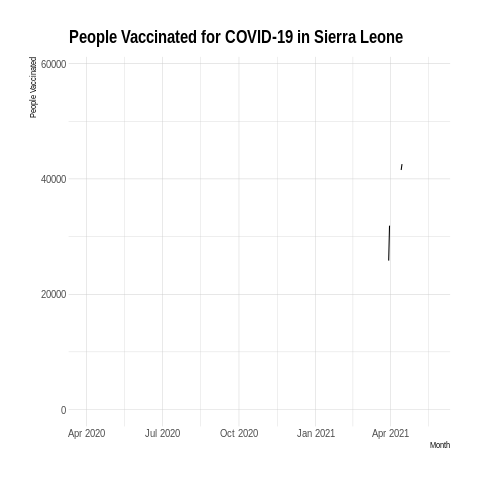 People Vaccinated for COVID-19 in Sierra Leone
People Vaccinated
60000
40000
20000
0
Apr 2020 Jul 2020 Oct 2020 Jan 2021 Apr 2021
Month